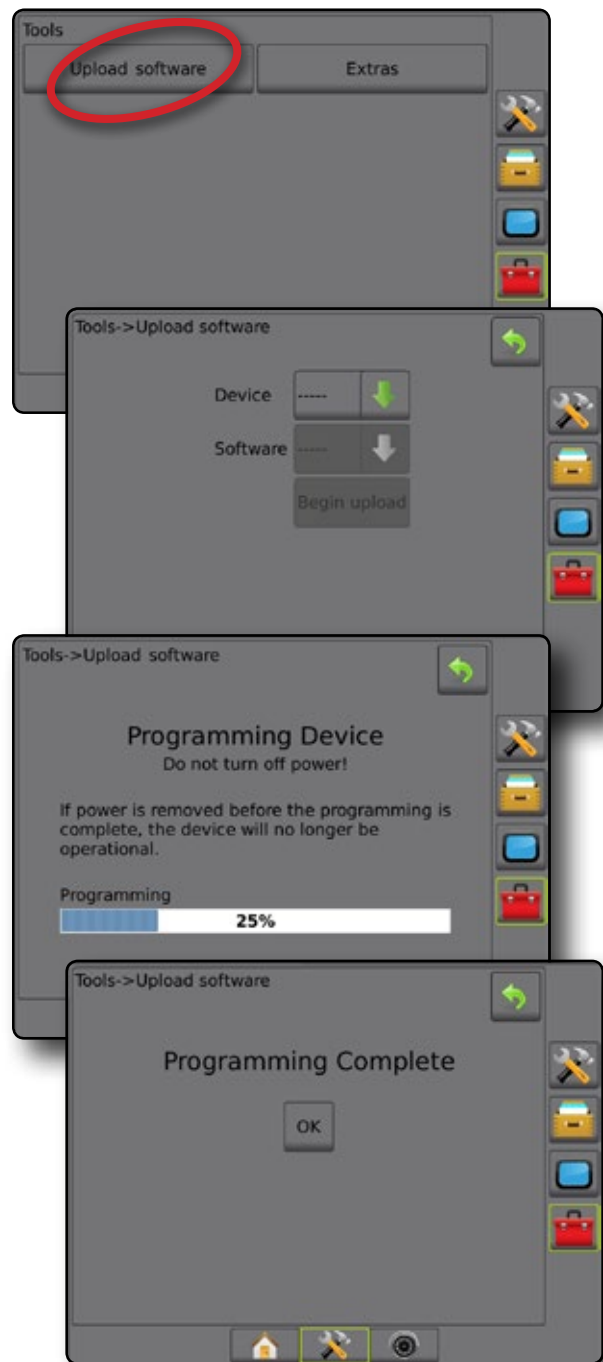 Tools
Upload software
Extras
Tools->Upload software
Device
-----
Software
-----
Begin upload
Tools->Upload software
Programming Device
Do not turn off power!
If power is removed before the programming is
complete, the device will no longer be
operational.
Programming
25%
Tools->Upload software
Programming Complete
OK